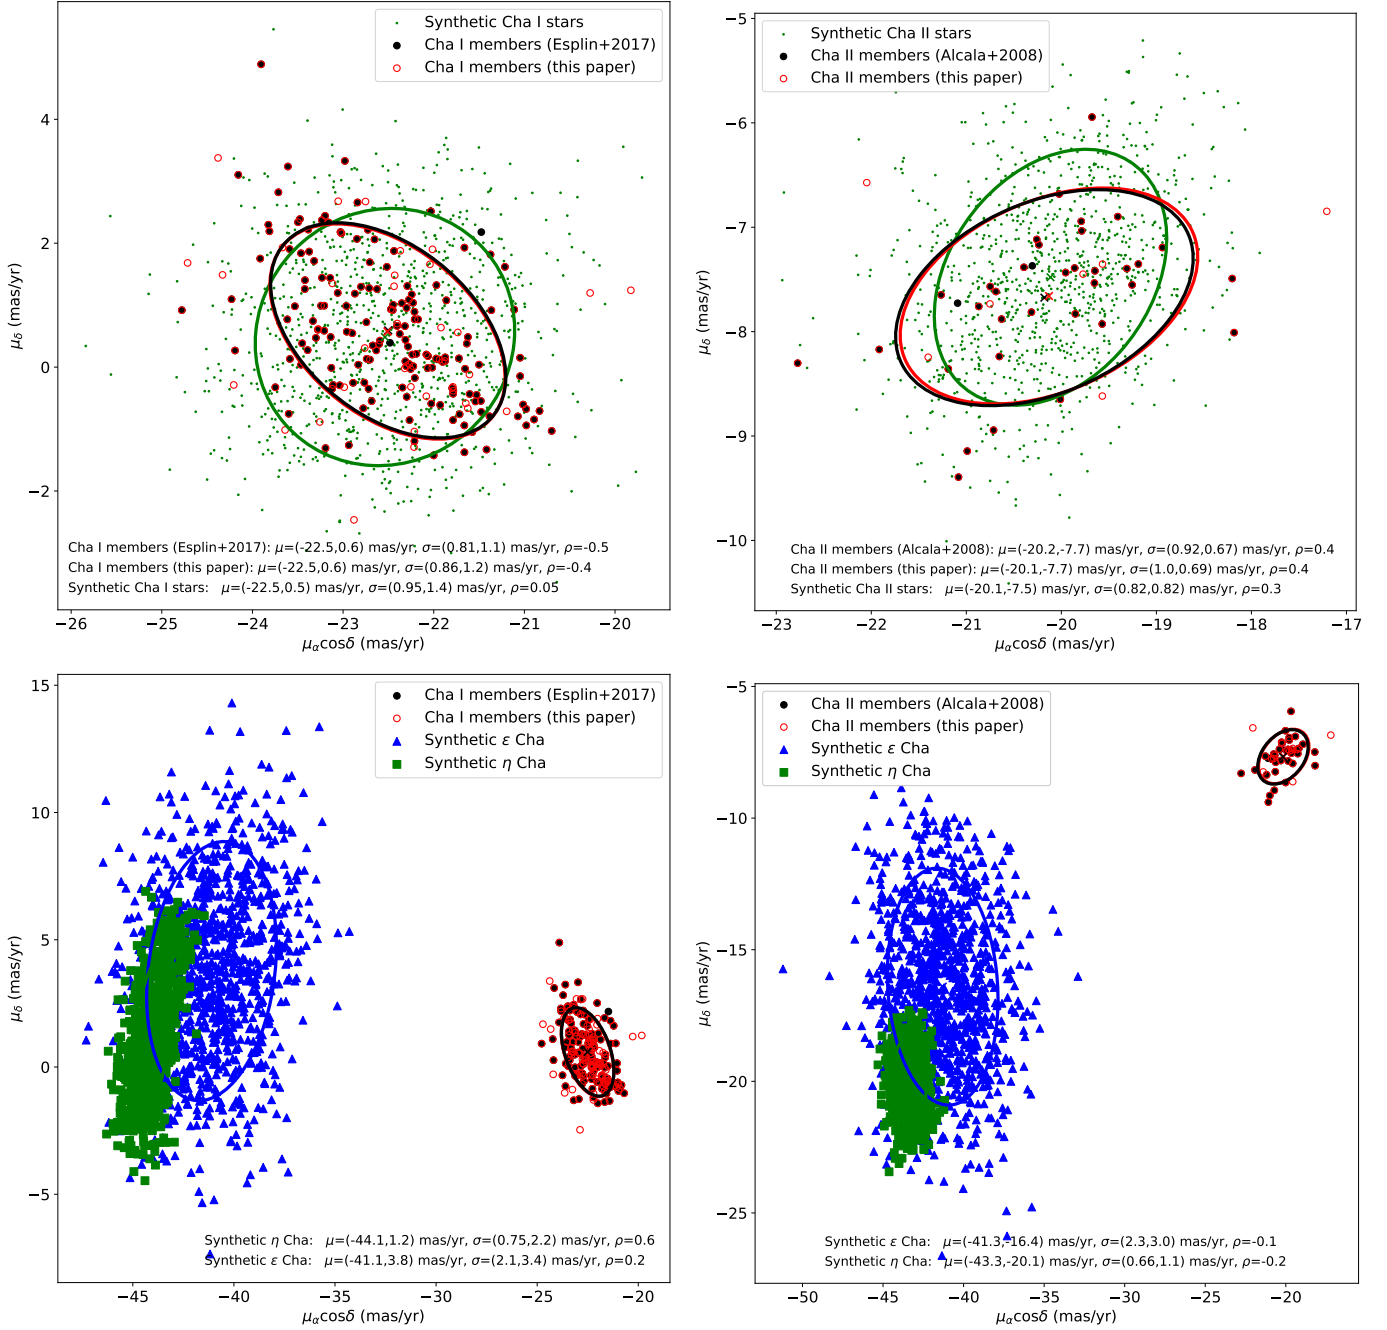 Synthetic Cha I stars
Cha I members (Esplin+2017)
Cha I members (this paper)
4
2
0
−2
μδ (mas/yr)
Cha I members (Esplin+2017): μ=(-22.5,0.6) mas/yr, σ=(0.81,1.1) mas/yr, ρ=-0.5
Cha I members (this paper): μ=(-22.5,0.6) mas/yr, σ=(0.86,1.2) mas/yr, ρ=-0.4
Synthetic Cha I stars: μ=(-22.5,0.5) mas/yr, σ=(0.95,1.4) mas/yr, ρ=0.05
−26 −25 −24 −23 −22 −21 −20
μαcosδ (mas/yr)
Synthetic Cha II stars
Cha II members (Alcala+2008)
Cha II members (this paper)
−5
−6
−7
−8
−9
−10
μδ (mas/yr)
Cha II members (Alcala+2008): μ=(-20.2,-7.7) mas/yr, σ=(0.92,0.67) mas/yr, ρ=0.4
Cha II members (this paper): μ=(-20.1,-7.7) mas/yr, σ=(1.0,0.69) mas/yr, ρ=0.4
Synthetic Cha II stars: μ=(-20.1,-7.5) mas/yr, σ=(0.82,0.82) mas/yr, ρ=0.3
−23 −22 −21 −20 −19 −18 −17
μαcosδ (mas/yr)
Cha I members (Esplin+2017)
Cha I members (this paper)
Synthetic ε Cha
Synthetic η Cha
15
10
5
0
−5
μδ (mas/yr)
Synthetic η Cha: μ=(-44.1,1.2) mas/yr, σ=(0.75,2.2) mas/yr, ρ=0.6
Synthetic ε Cha: μ=(-41.1,3.8) mas/yr, σ=(2.1,3.4) mas/yr, ρ=0.2
−45 −40 −35 −30 −25 −20
μαcosδ (mas/yr)
Cha II members (Alcala+2008)
Cha II members (this paper)
Synthetic ε Cha
Synthetic η Cha
−5
−10
−15
−20
−25
μδ (mas/yr)
Synthetic ε Cha: μ=(-41.3,-16.4) mas/yr, σ=(2.3,3.0) mas/yr, ρ=-0.1
Synthetic η Cha: μ=(-43.3,-20.1) mas/yr, σ=(0.66,1.1) mas/yr, ρ=-0.2
−50 −45 −40 −35 −30 −25 −20
μαcosδ (mas/yr)